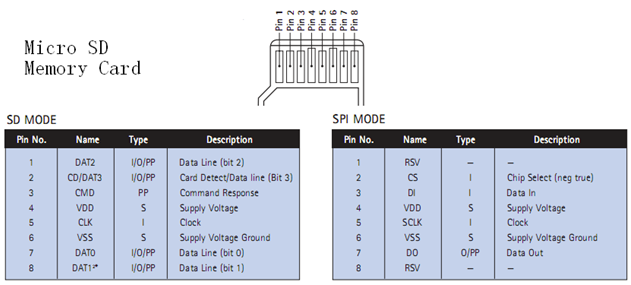 Pin 1
Pin 2
Pin 3
Pin 4
Pin 5
Pin 6
Pin 7
Pin 8
Micro SD
Memory Card
SD MODE
Pin No. Name Type Description
1 DAT2 I/O/PP Data Line (bit 2)
2 CD/DAT3 I/O/PP Card Detect/Data line (Bit 3)
3 CMD PP Command Response
4 VDD S Supply Voltage
5 CLK I Clock
6 VSS S Supply Voltage Ground
7 DAT0 I/O/PP Data Line (bit 0)
8 DAT1 I/O/PP Data Line (bit 1)
SPI MODE
Pin No. Name Type Description
1 RSV — —
2 CS I Chip Select (neg true)
3 DI I Data In
4 VDD S Supply Voltage
5 SCLK I Clock
6 VSS S Supply Voltage Ground
7 DO O/PP Data Out
8 RSV — —